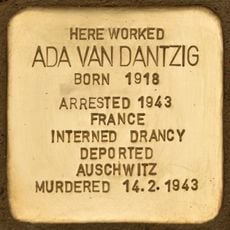 HERE WORKED
ADA VAN DANTZIG
BORN 1918
ARRESTED 1943
FRANCE
INTERNED DRANCY
DEPORTED
AUSCHWITZ
MURDERED 14.2.1943